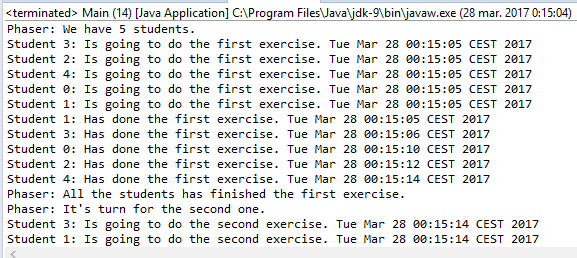 <terminated> Main (14) [Java Application] C:\Program Files\Java\jdk-9\bin\javaw.exe (28 mar. 2017 0:15:04)
Phaser: We have 5 students.
Student 3: Is going to do the first exercise. Tue Mar 28 00:15:05 CEST 2017
Student 2: Is going to do the first exercise. Tue Mar 28 00:15:05 CEST 2017
Student 4: Is going to do the first exercise. Tue Mar 28 00:15:05 CEST 2017
Student 0: Is going to do the first exercise. Tue Mar 28 00:15:05 CEST 2017
Student 1: Is going to do the first exercise. Tue Mar 28 00:15:05 CEST 2017
Student 1: Has done the first exercise. Tue Mar 28 00:15:05 CEST 2017
Student 3: Has done the first exercise. Tue Mar 28 00:15:06 CEST 2017
Student 0: Has done the first exercise. Tue Mar 28 00:15:10 CEST 2017
Student 2: Has done the first exercise. Tue Mar 28 00:15:12 CEST 2017
Student 4: Has done the first exercise. Tue Mar 28 00:15:14 CEST 2017
Phaser: All the students has finished the first exercise.
Phaser: It's turn for the second one.
Student 3: Is going to do the second exercise. Tue Mar 28 00:15:14 CEST 2017
Student 1: Is going to do the second exercise. Tue Mar 28 00:15:14 CEST 2017